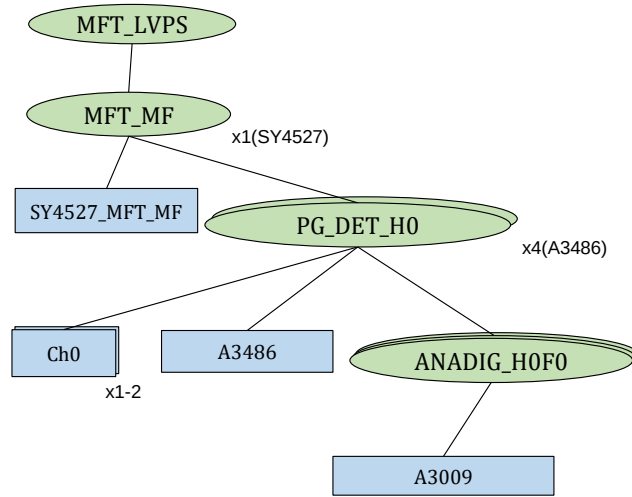 MFT_LVPS
MFT_MF
x1(SY4527)
SY4527_MFT_MF
PG_DET_H0
x4(A3486)
Ch0
A3486
ANADIG_H0F0
x1-2
A3009